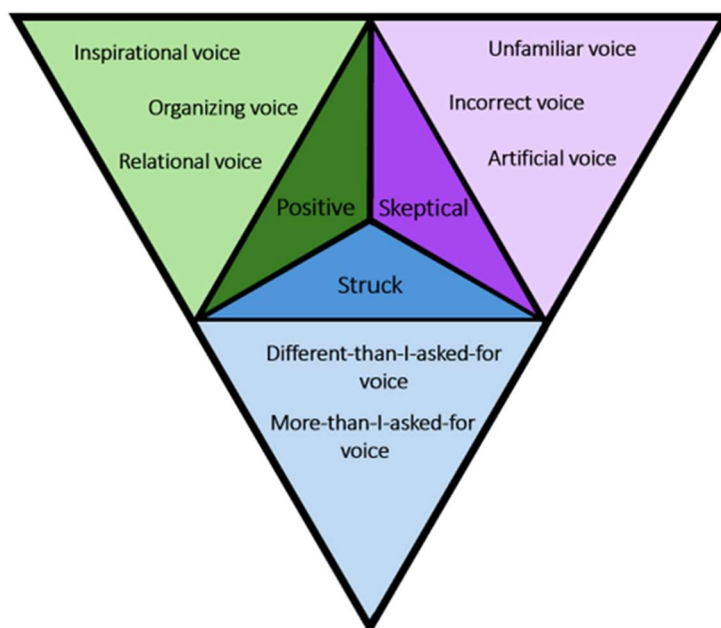 Inspirational voice
Organizing voice
Relational voice
Unfamiliar voice
Incorrect voice
Artificial voice
Positive
Skeptical
Struck
Different-than-I-asked-for
voice
More-than-I-asked-for
voice